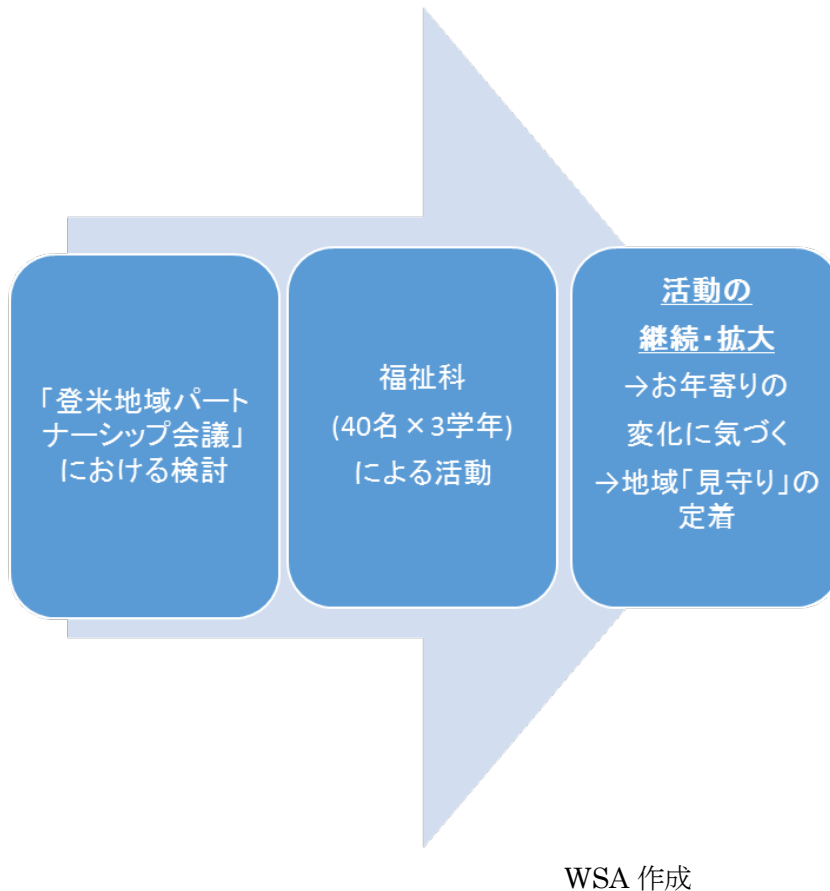 「登米地域パート
ナーシップ会議」
における検討
福祉科
(40名×3学年)
による活動
活動の
継続・拡大
→お年寄りの
変化に気づく
→地域「見守り」の
定着
WSA 作成